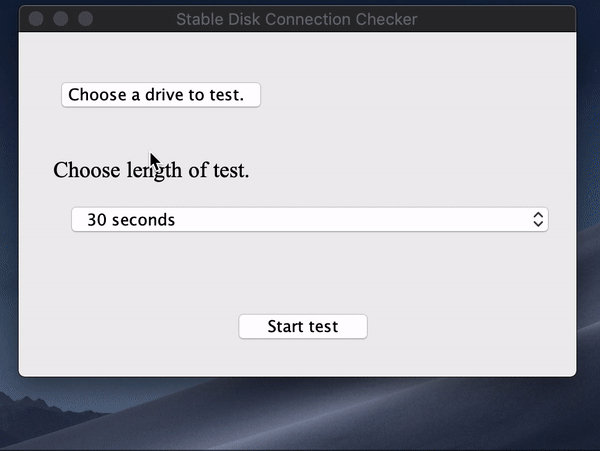 Stable Disk Connection Checker
Choose a drive to test.
Choose length of test.
30 seconds
Start test